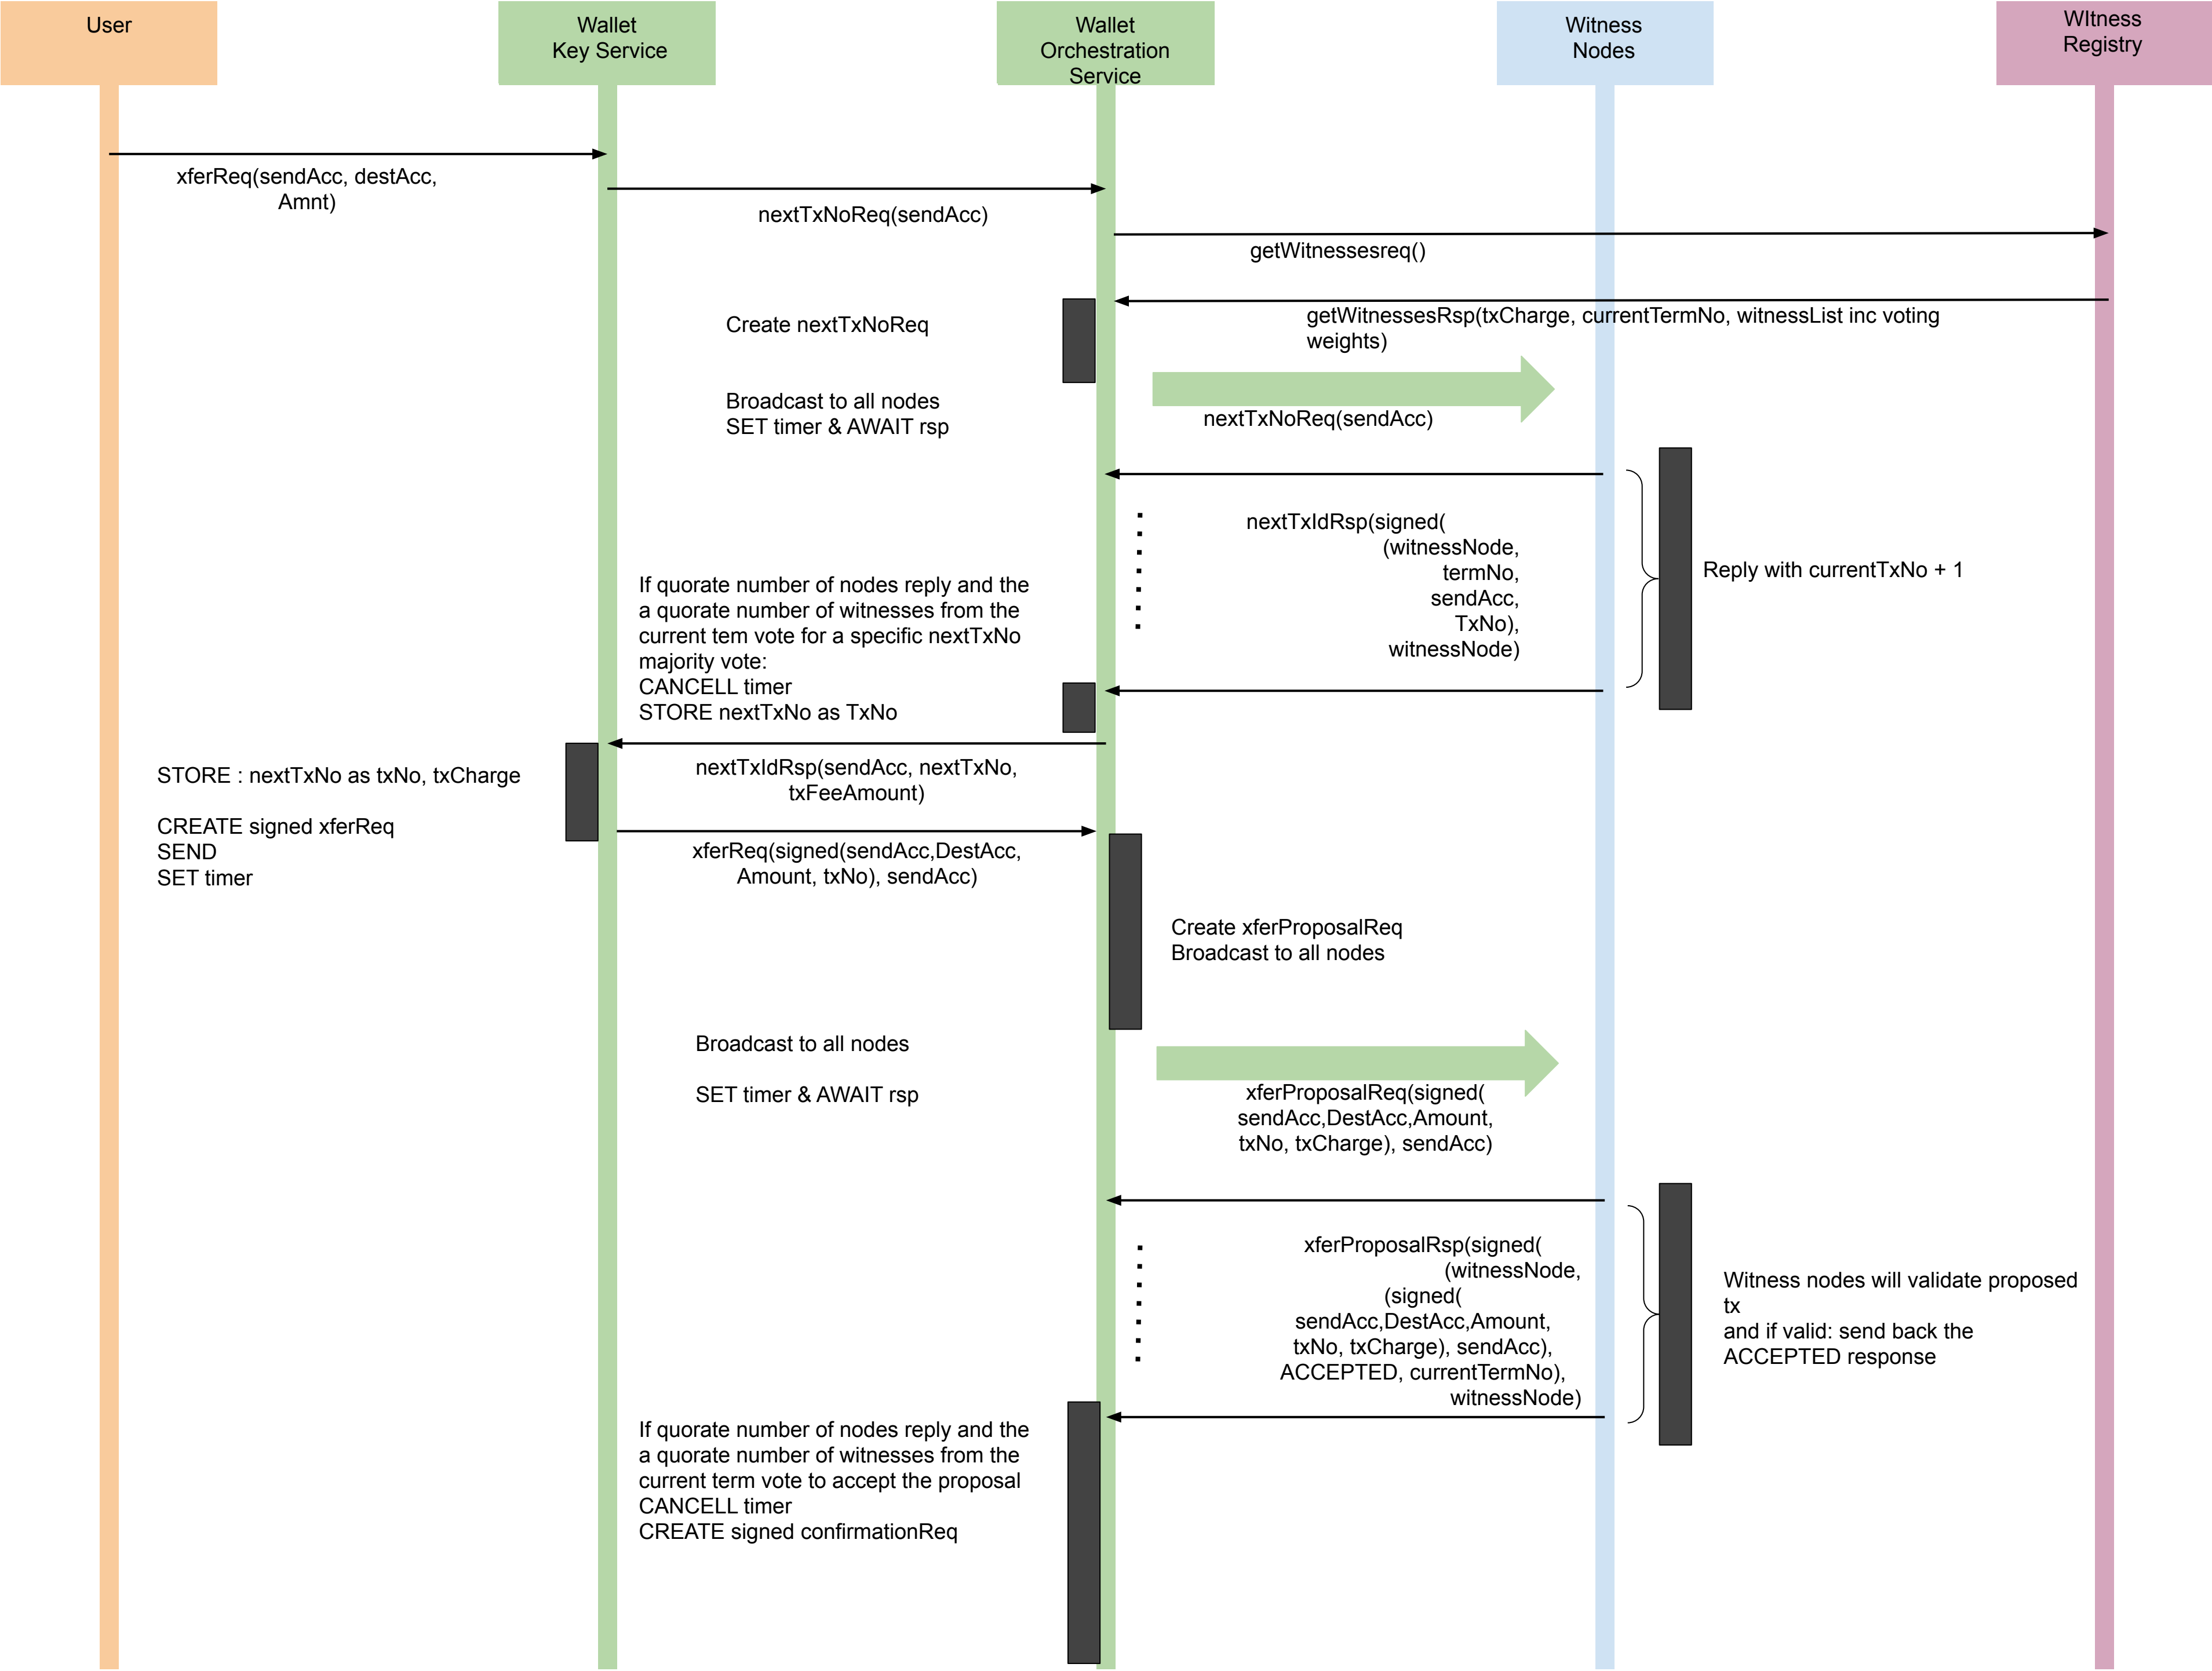 User
Wallet
Key Service
Wallet
Orchestration
Service
Witness
Nodes
WItness
Registry
xferReq(sendAcc, destAcc,
Amnt)
nextTxNoReq(sendAcc)
getWitnessesreq()
Create nextTxNoReq
getWitnessesRsp(txCharge, currentTermNo, witnessList inc voting
weights)
Broadcast to all nodes
SET timer & AWAIT rsp
nextTxNoReq(sendAcc)
nextTxIdRsp(signed(
(witnessNode,
termNo,
sendAcc,
TxNo),
witnessNode)
Reply with currentTxNo + 1
If quorate number of nodes reply and the
a quorate number of witnesses from the
current tem vote for a specific nextTxNo
majority vote:
CANCELL timer
STORE nextTxNo as TxNo
STORE : nextTxNo as txNo, txCharge
CREATE signed xferReq
SEND
SET timer
nextTxIdRsp(sendAcc, nextTxNo,
txFeeAmount)
xferReq(signed(sendAcc,DestAcc,
Amount, txNo), sendAcc)
Create xferProposalReq
Broadcast to all nodes
Broadcast to all nodes
SET timer & AWAIT rsp
xferProposalReq(signed(
sendAcc,DestAcc,Amount,
txNo, txCharge), sendAcc)
xferProposalRsp(signed(
(witnessNode,
(signed(
sendAcc,DestAcc,Amount,
txNo, txCharge), sendAcc),
ACCEPTED, currentTermNo),
witnessNode)
Witness nodes will validate proposed
tx
and if valid: send back the
ACCEPTED response
If quorate number of nodes reply and the
a quorate number of witnesses from the
current term vote to accept the proposal
CANCELL timer
CREATE signed confirmationReq